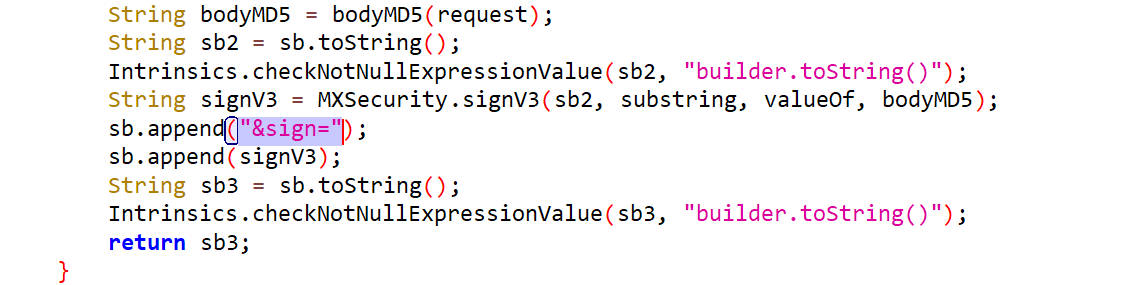 String bodyMD5 = bodyMD5(request);
String sb2 = sb.toString();
Intrinsics.checkNotNullExpressionValue(sb2, "builder.toString()");
String signV3 = MXSecurity.signV3(sb2, substring, valueOf, bodyMD5);
sb.append("&sign=");
sb.append(signV3);
String sb3 = sb.toString();
Intrinsics.checkNotNullExpressionValue(sb3, "builder.toString()");
return sb3;
}